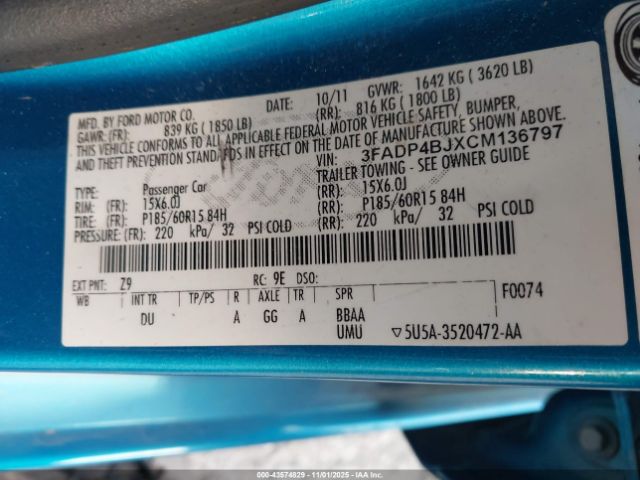 MFD. BY FORD MOTOR CO.
DATE: 10/11 GVWR: 1642 KG ( 3620 LB)
GAWR: (FR) 839 KG ( 1850 LB) (RR): 816 KG ( 1800 LB)
THIS VEHICLE CONFORMS TO ALL APPLICABLE FEDERAL MOTOR VEHICLE SAFETY, BUMPER,
AND THEFT PREVENTION STANDARDS IN EFFECT ON THE DATE OF MANUFACTURE SHOWN ABOVE.
VIN: 3FADP4BJXCM136797
TYPE: Passenger Car TRAILER TOWING - SEE OWNER GUIDE
RIM: (FR): 15X6.0J (RR) : 15X6.0J
TIRE: (FR): P185/60R15 84H (RR) : P185/60R15 84H
PRESSURE: (FR): 220 kPa/ 32 PSI COLD (RR) : 220 kPa/ 32 PSI COLD
EXT PNT: Z9 RC: 9E DSO:
WB INT TR TP/PS R AXLE TR SPR F0074
DU A GG A BBAA
UMU ▽5U5A-3520472-AA
000-43574829 - 11/01/2025 - IAAI.COM